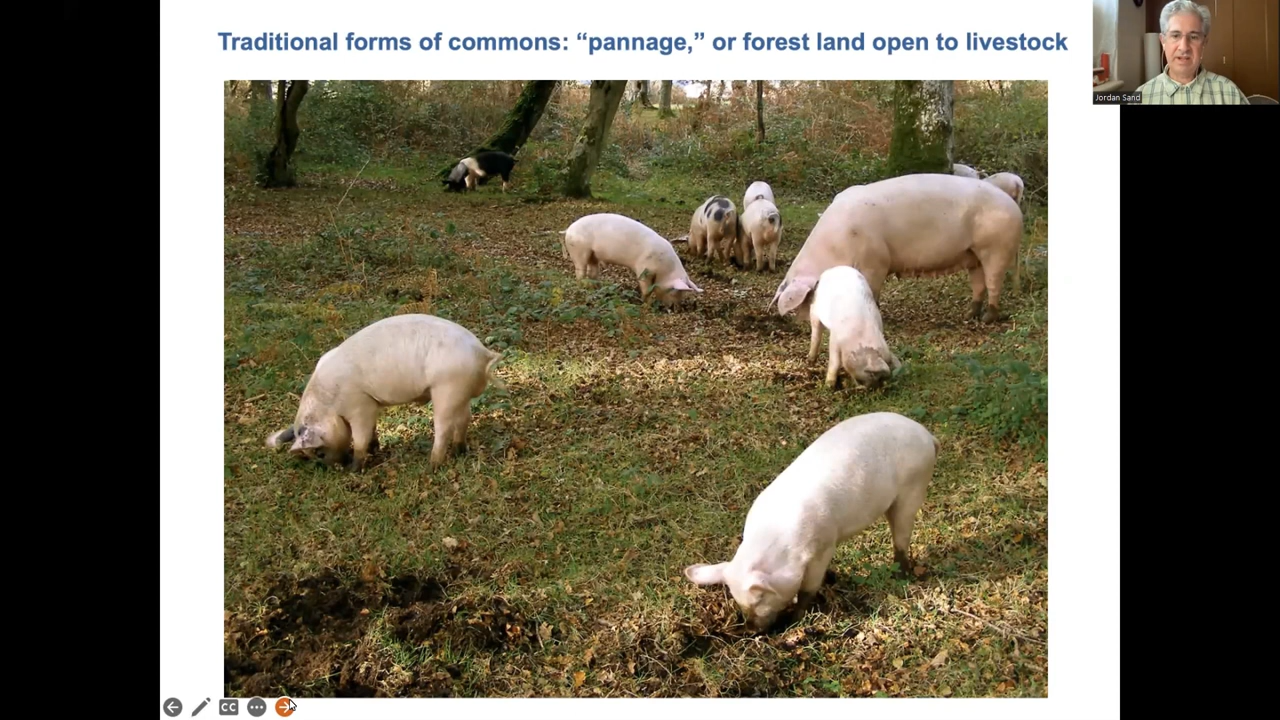 Traditional forms of commons: “pannage,” or forest land open to livestock
Jordan Sand
CC